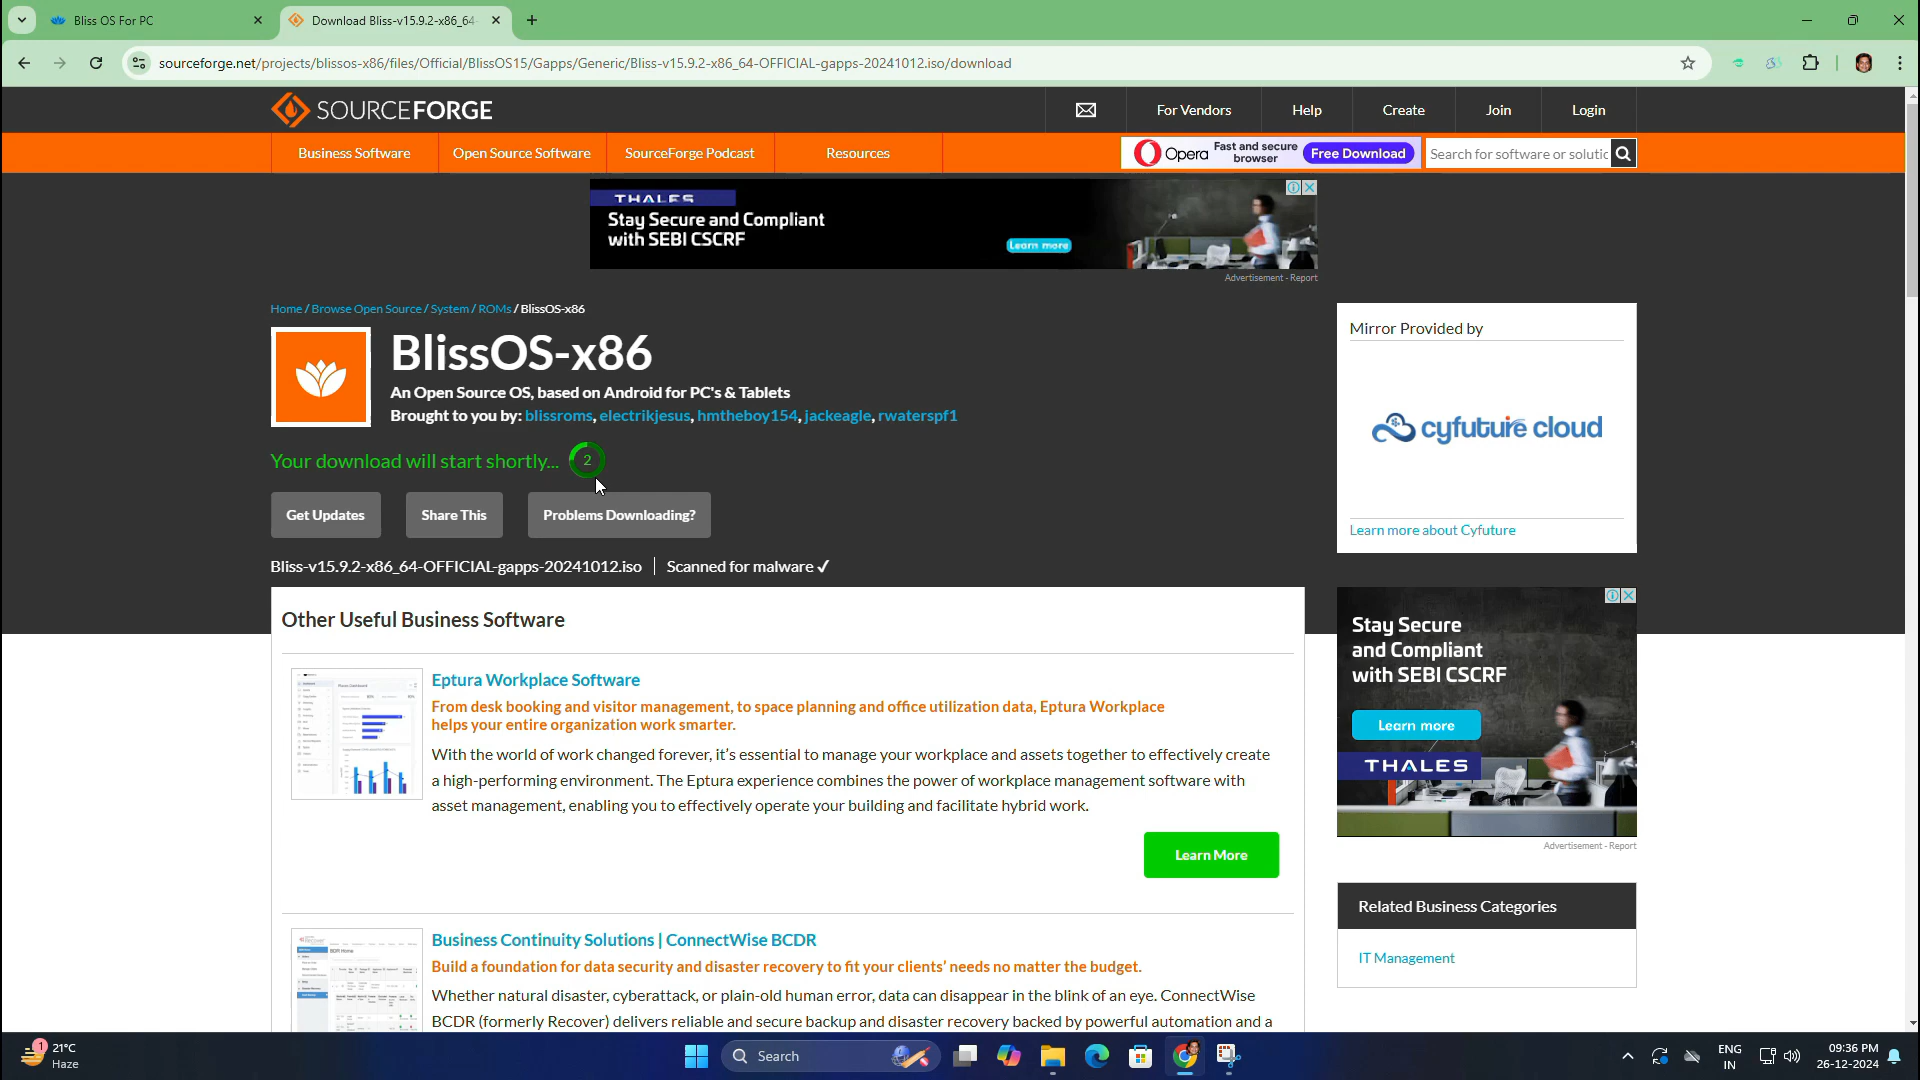 Bliss OS For PC
Download Bliss-v15.9.2-x86_64-
sourceforge.net/projects/blissos-x86/files/Official/BlissOS15/Gapps/Generic/Bliss-v15.9.2-x86_64-OFFICIAL-gapps-20241012.iso/download
SOURCEFORGE
For Vendors
Help
Create
Join
Login
Business Software
Open Source Software
SourceForge Podcast
Resources
Opera
Fast and secure
browser
Free Download
Search for software or solutic
THALES
Stay Secure and Compliant
with SEBI CSCRF
Learn more
Advertisement - Report
Home / Browse Open Source / System / ROMs / BlissOS-x86
BlissOS-x86
An Open Source OS, based on Android for PC's & Tablets
Brought to you by: blissroms, electrikjesus, hmtheboy154, jackeagle, rwaterspf1
Your download will start shortly... 2
Get Updates
Share This
Problems Downloading?
Bliss-v15.9.2-x86_64-OFFICIAL-gapps-20241012.iso
Scanned for malware ✓
Mirror Provided by
cyfuture cloud
Learn more about Cyfuture
Other Useful Business Software
Eptura Workplace Software
From desk booking and visitor management, to space planning and office utilization data, Eptura Workplace
helps your entire organization work smarter.
With the world of work changed forever, it’s essential to manage your workplace and assets together to effectively create
a high-performing environment. The Eptura experience combines the power of workplace management software with
asset management, enabling you to effectively operate your building and facilitate hybrid work.
Learn More
Business Continuity Solutions | ConnectWise BCDR
Build a foundation for data security and disaster recovery to fit your clients’ needs no matter the budget.
Whether natural disaster, cyberattack, or plain-old human error, data can disappear in the blink of an eye. ConnectWise
BCDR (formerly Recover) delivers reliable and secure backup and disaster recovery backed by powerful automation and a
Stay Secure
and Compliant
with SEBI CSCRF
Learn more
THALES
Advertisement - Report
Related Business Categories
IT Management
1
21°C
Haze
Search
ENG
IN
09:36 PM
26-12-2024